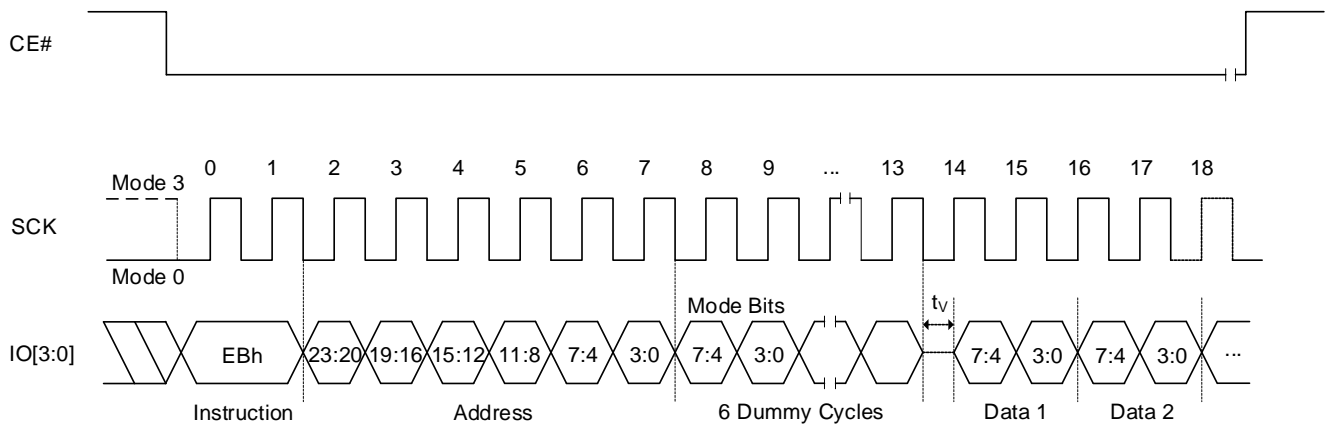 CE#
0 1 2 3 4 5 6 7 8 9 ... 13 14 15 16 17 18
Mode 3
SCK
Mode 0
Mode Bits tV
IO[3:0] EBh 23:20 19:16 15:12 11:8 7:4 3:0 7:4 3:0 7:4 3:0 7:4 3:0 ...
Instruction Address 6 Dummy Cycles Data 1 Data 2